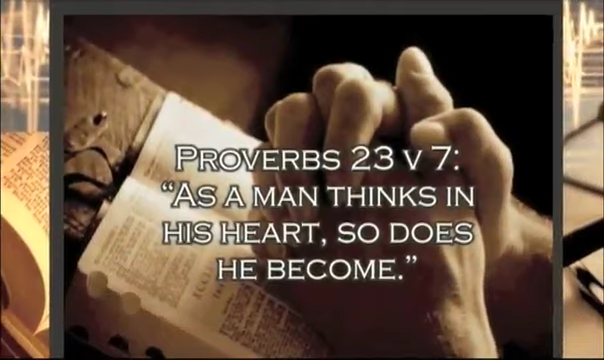 PROVERBS 23 V 7:
“AS A MAN THINKS IN
HIS HEART, SO DOES
HE BECOME.”